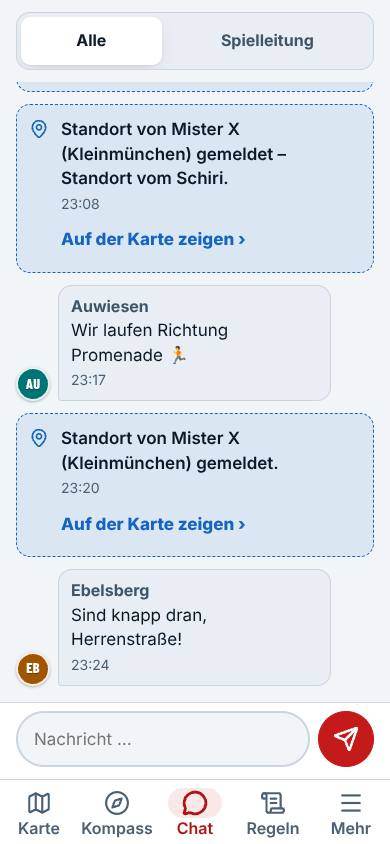 Alle
Spielleitung
Standort von Mister X
(Kleinmünchen) gemeldet –
Standort vom Schiri.
23:08
Auf der Karte zeigen ›
Auwiesen
Wir laufen Richtung
Promenade 🏃
23:17
AU
Standort von Mister X
(Kleinmünchen) gemeldet.
23:20
Auf der Karte zeigen ›
Ebelsberg
Sind knapp dran,
Herrenstraße!
23:24
EB
Nachricht ...
Karte
Kompass
Chat
Regeln
Mehr